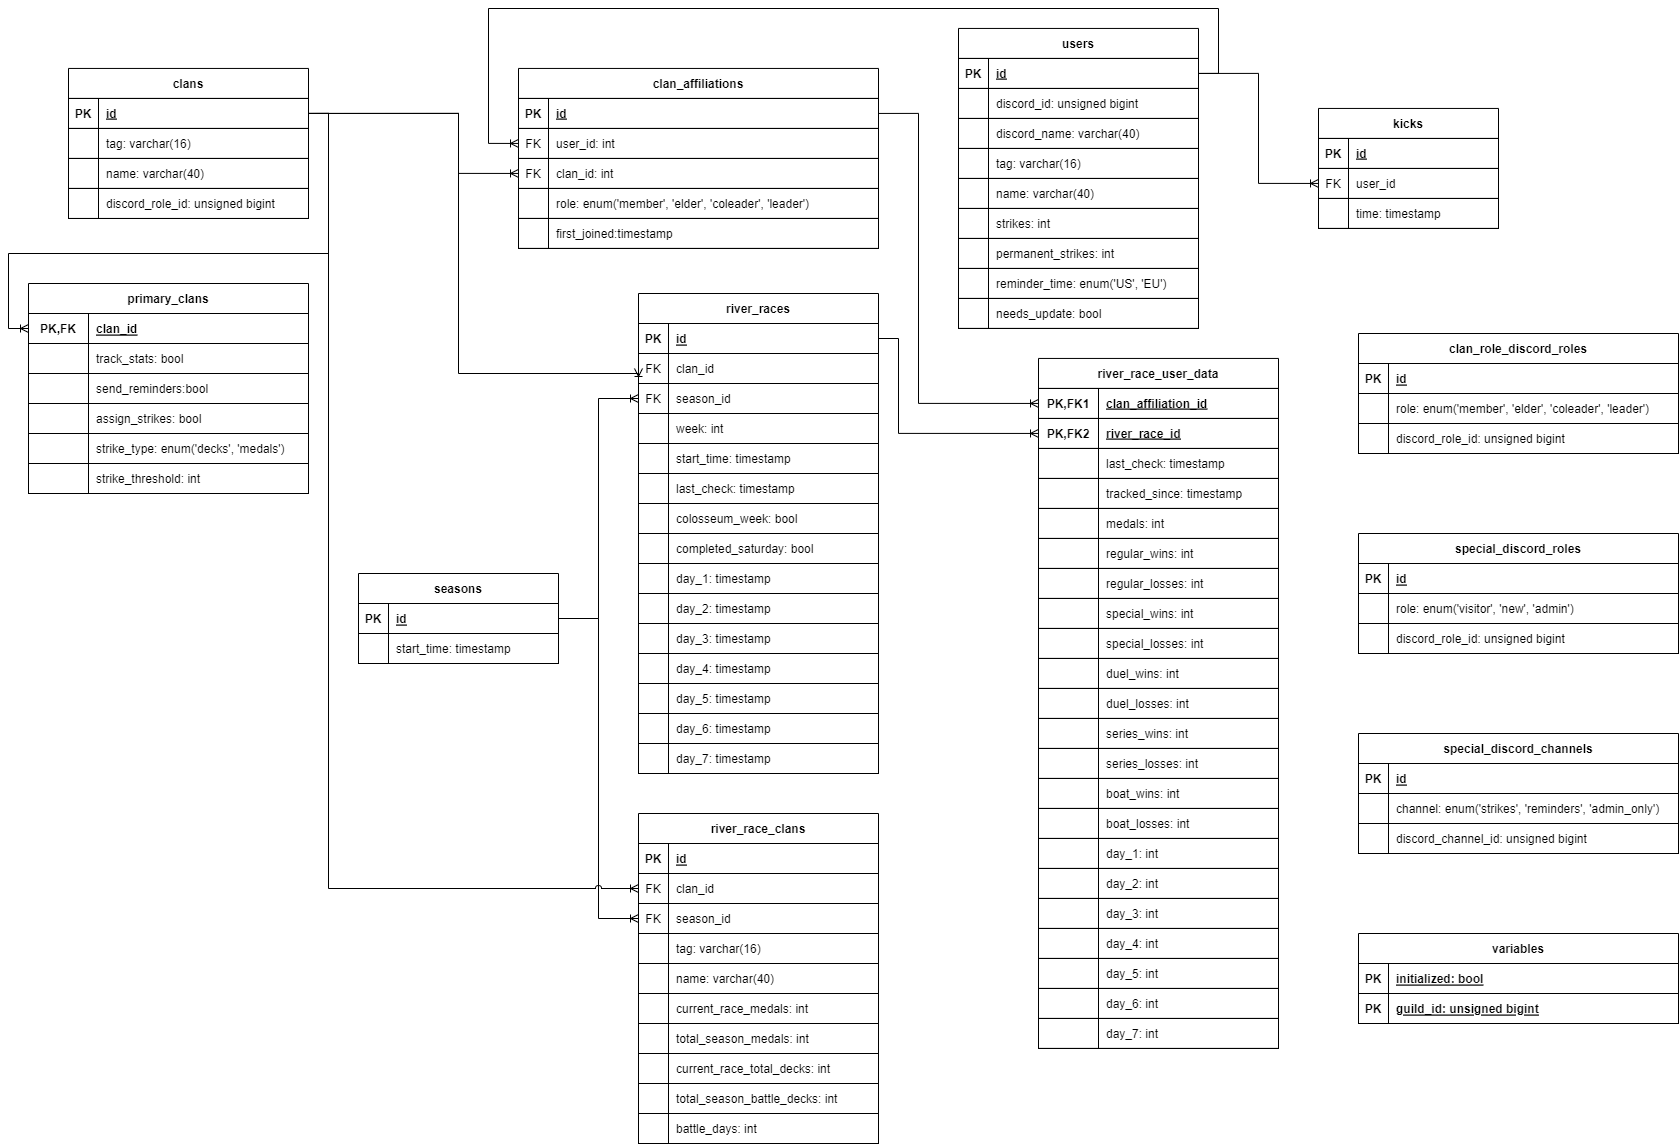 clans
PK id
tag: varchar(16)
name: varchar(40)
discord_role_id: unsigned bigint
clan_affiliations
PK id
FK user_id: int
FK clan_id: int
role: enum('member', 'elder', 'coleader', 'leader')
first_joined:timestamp
users
PK id
discord_id: unsigned bigint
discord_name: varchar(40)
tag: varchar(16)
name: varchar(40)
strikes: int
permanent_strikes: int
reminder_time: enum('US', 'EU')
needs_update: bool
kicks
PK id
FK user_id
time: timestamp
primary_clans
PK,FK clan_id
track_stats: bool
send_reminders:bool
assign_strikes: bool
strike_type: enum('decks', 'medals')
strike_threshold: int
river_races
PK id
FK clan_id
FK season_id
week: int
start_time: timestamp
last_check: timestamp
colosseum_week: bool
completed_saturday: bool
day_1: timestamp
day_2: timestamp
day_3: timestamp
day_4: timestamp
day_5: timestamp
day_6: timestamp
day_7: timestamp
seasons
PK id
start_time: timestamp
river_race_clans
PK id
FK clan_id
FK season_id
tag: varchar(16)
name: varchar(40)
current_race_medals: int
total_season_medals: int
current_race_total_decks: int
total_season_battle_decks: int
battle_days: int
river_race_user_data
PK,FK1 clan_affiliation_id
PK,FK2 river_race_id
last_check: timestamp
tracked_since: timestamp
medals: int
regular_wins: int
regular_losses: int
special_wins: int
special_losses: int
duel_wins: int
duel_losses: int
series_wins: int
series_losses: int
boat_wins: int
boat_losses: int
day_1: int
day_2: int
day_3: int
day_4: int
day_5: int
day_6: int
day_7: int
clan_role_discord_roles
PK id
role: enum('member', 'elder', 'coleader', 'leader')
discord_role_id: unsigned bigint
special_discord_roles
PK id
role: enum('visitor', 'new', 'admin')
discord_role_id: unsigned bigint
special_discord_channels
PK id
channel: enum('strikes', 'reminders', 'admin_only')
discord_channel_id: unsigned bigint
variables
PK initialized: bool
PK guild_id: unsigned bigint